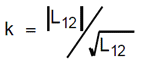 k = |L12| / √L12